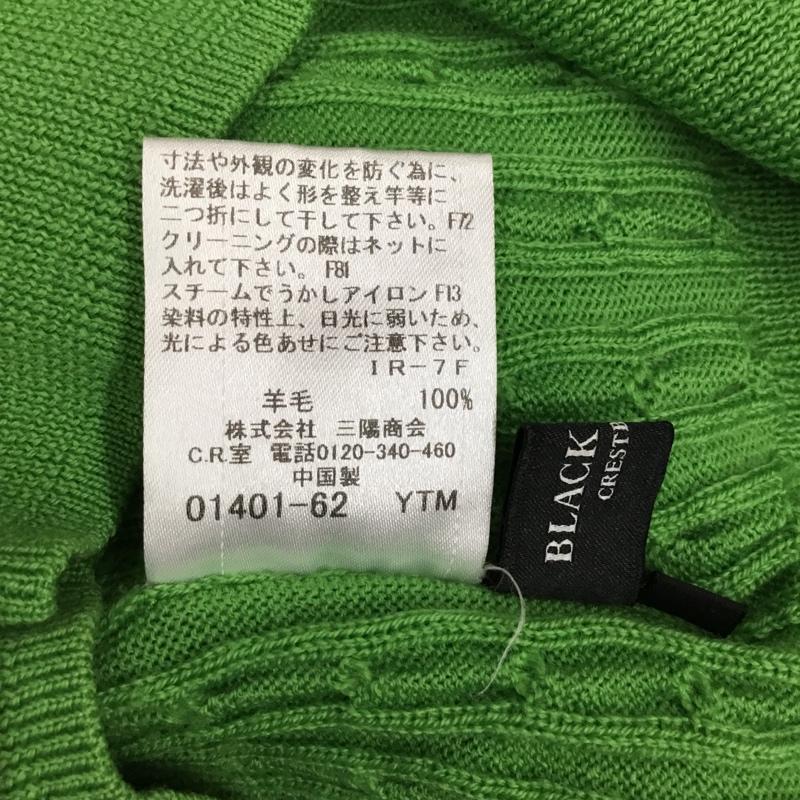 寸法や外観の変化を防ぐ為に、
洗濯後はよく形を整え竿等に
二つ折にして干して下さい。F72
クリーニングの際はネットに
入れて下さい。F81
スチームでうかしアイロンF13
染料の特性上、日光に弱いため、
光による色あせにご注意下さい。
IR-7F
羊毛 100%
株式会社 三陽商会
C.R.室 電話0120-340-460
中国製
01401-62 YTM
BLACK